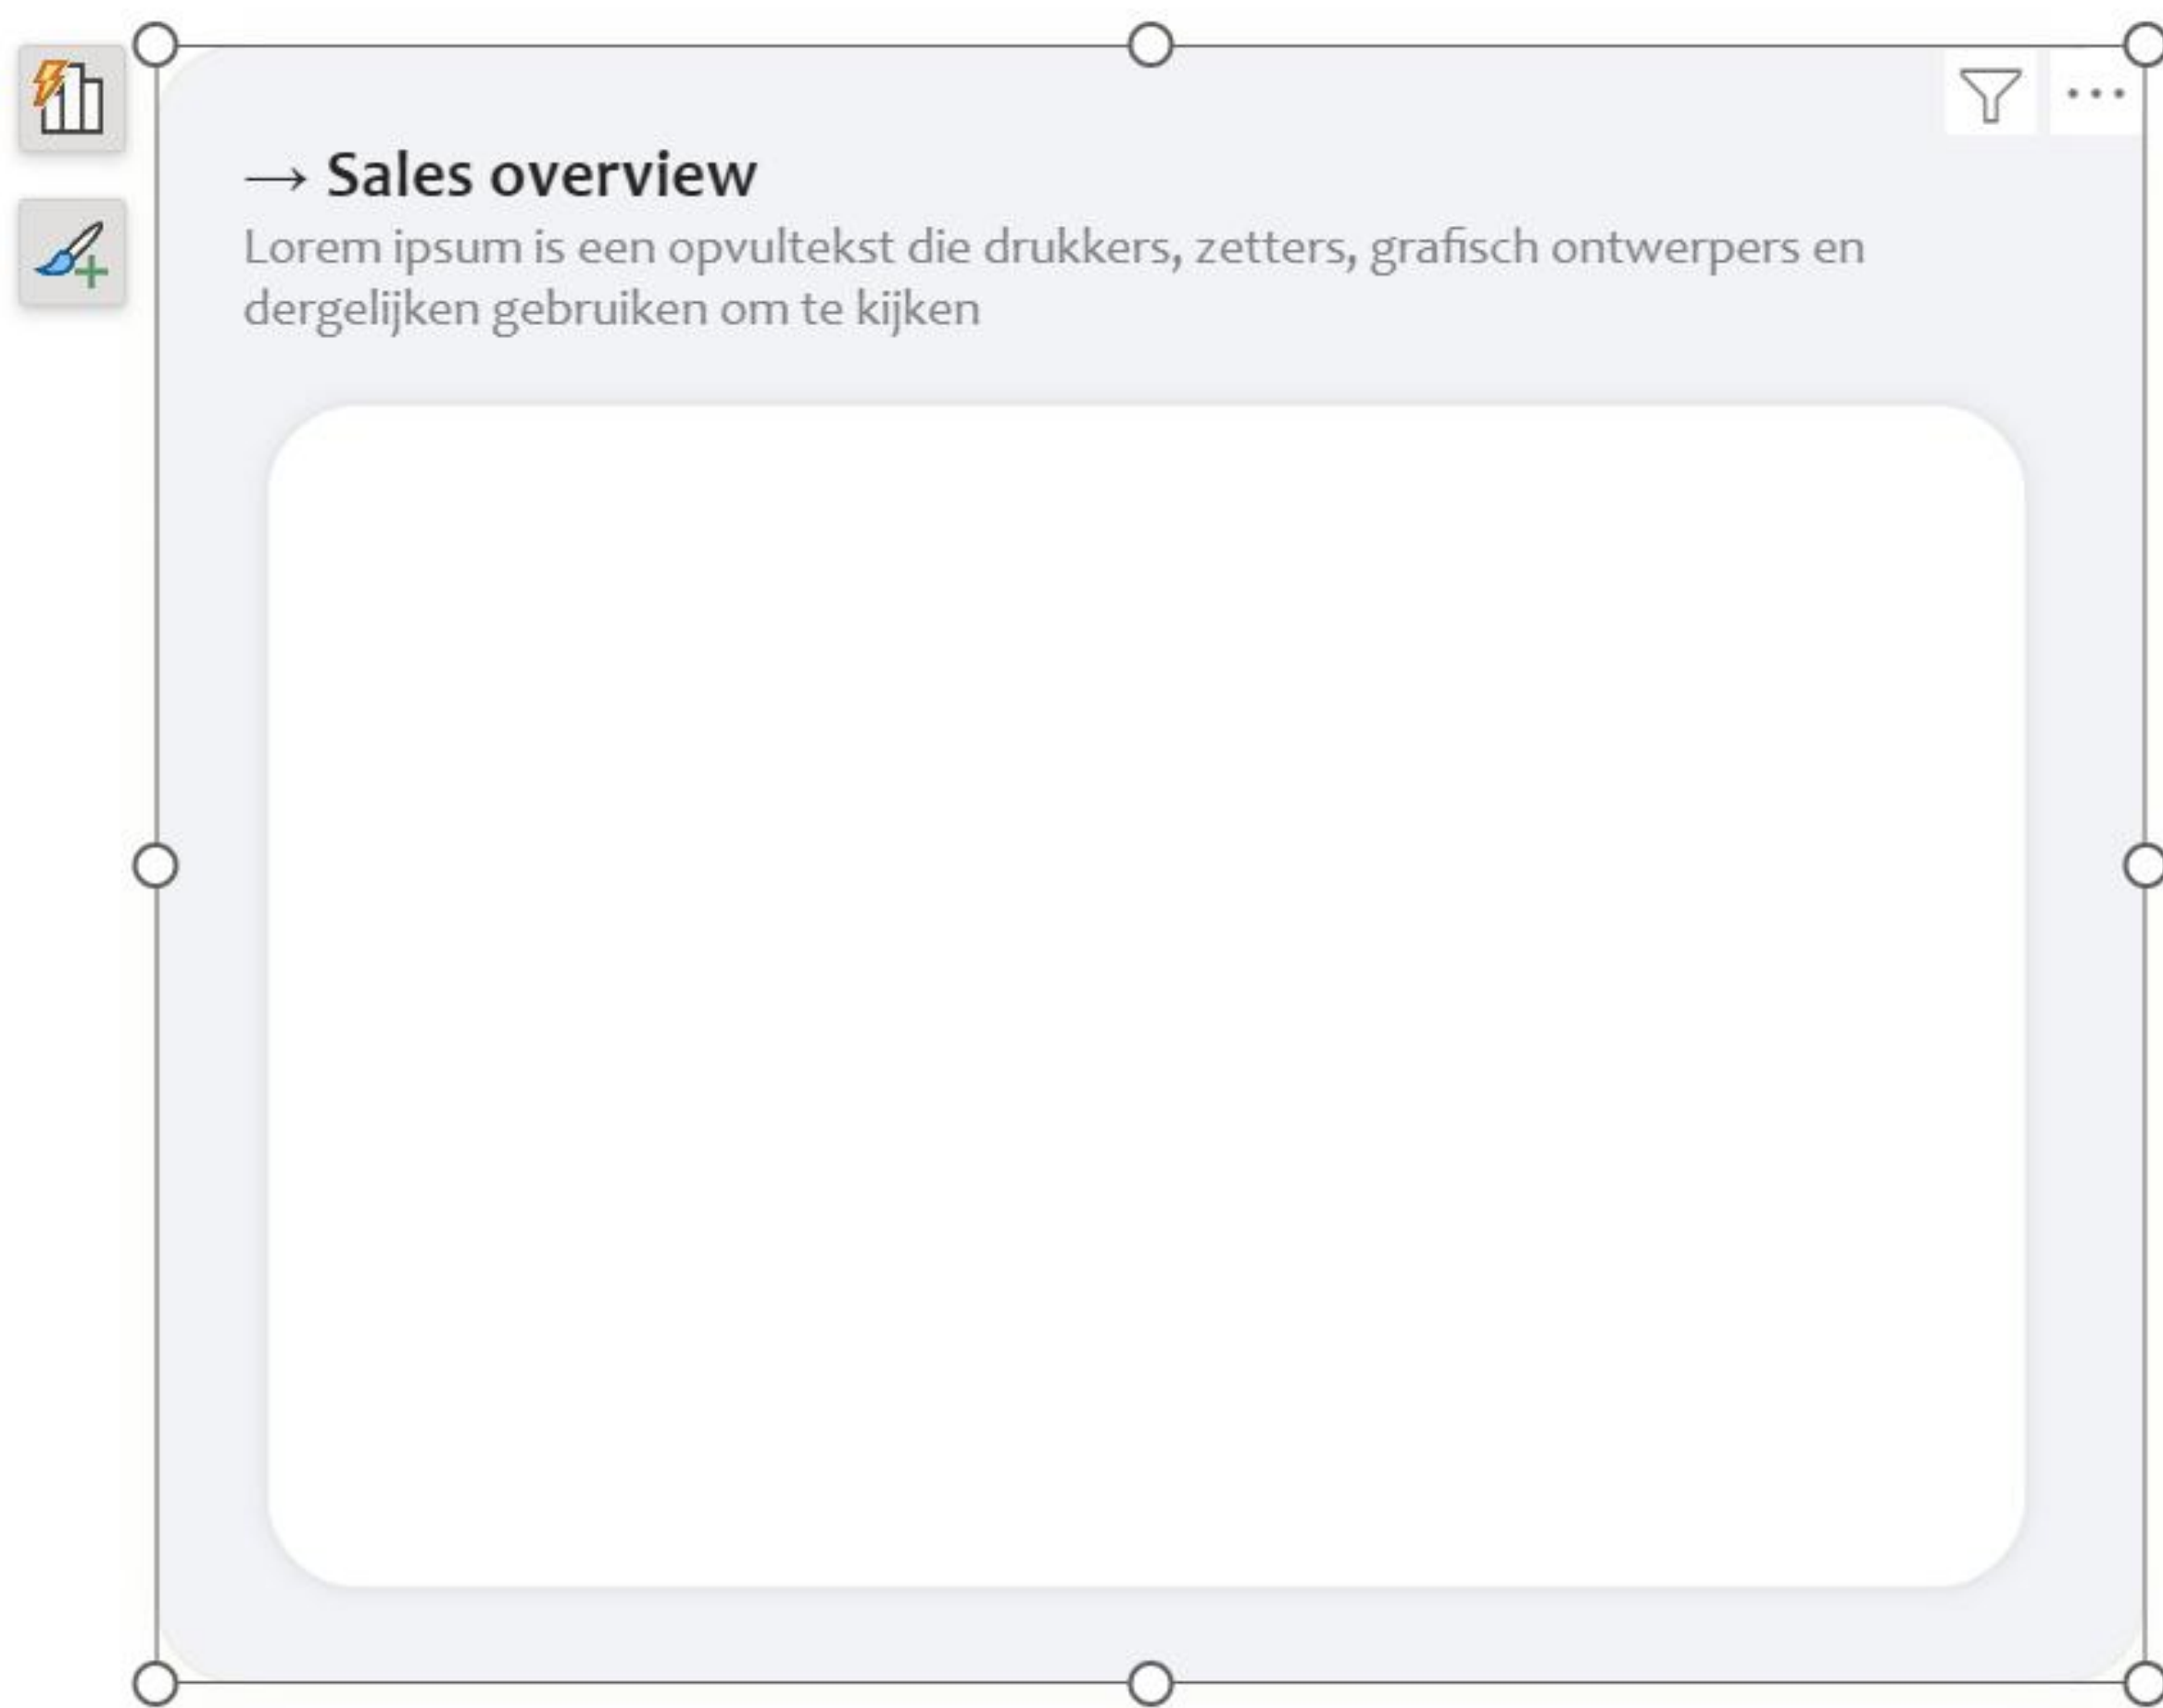 → Sales overview
Lorem ipsum is een opvultekst die drukkers, zetters, grafisch ontwerpers en
dergelijken gebruiken om te kijken